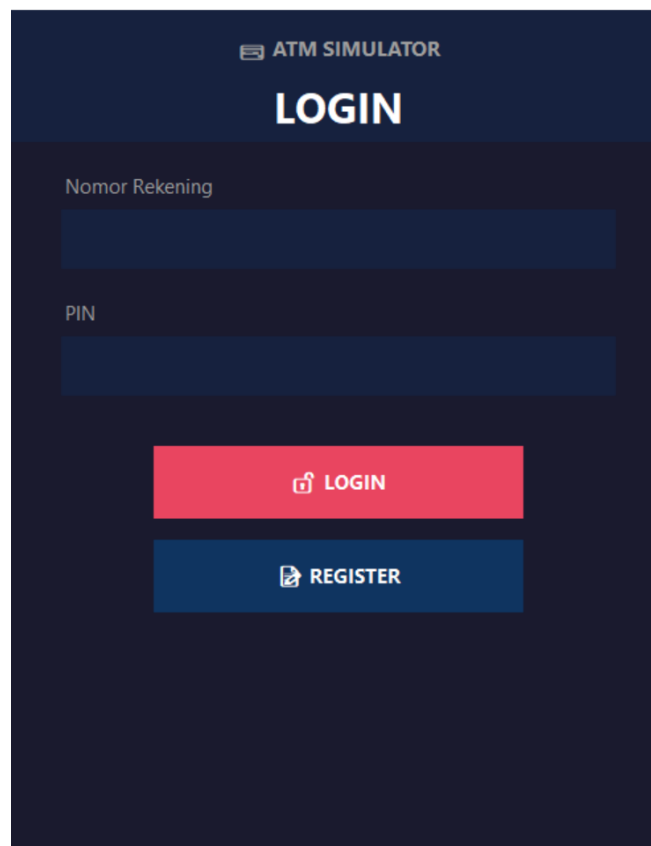 ATM SIMULATOR
LOGIN
Nomor Rekening
PIN
LOGIN
REGISTER